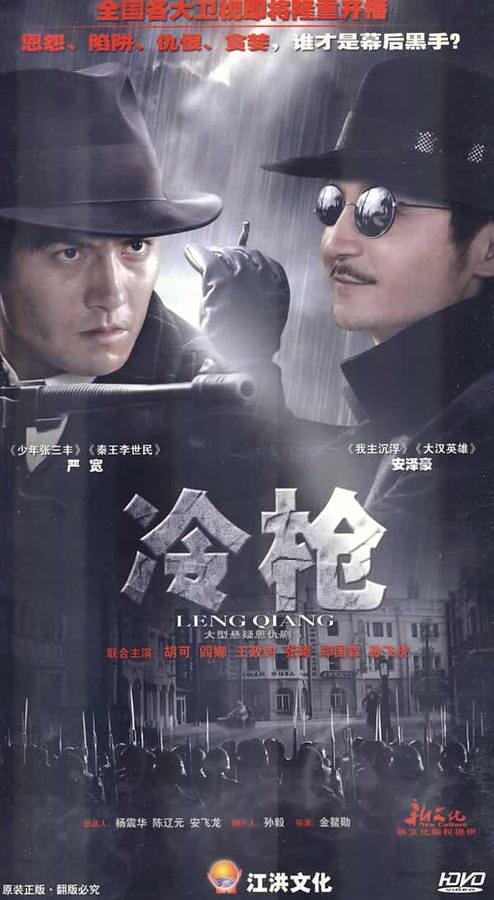 全国各大卫视即将隆重开播
恩怨、陷阱、仇恨、贪婪，谁才是幕后黑手?
《少年张三丰》《秦王李世民》
严 宽
《我主沉浮》《大汉英雄》
安泽豪
冷枪
LENG QIANG
大型悬疑恩仇剧
联合主演: 胡可 阎娜 王政钧 张琦
出品人: 杨震华 陈辽元 安飞龙 制片人: 孙毅 导演: 金鳌勋
新文化
New Culture
新文化版权提供
原装正版·翻版必究
江洪文化
HDVD